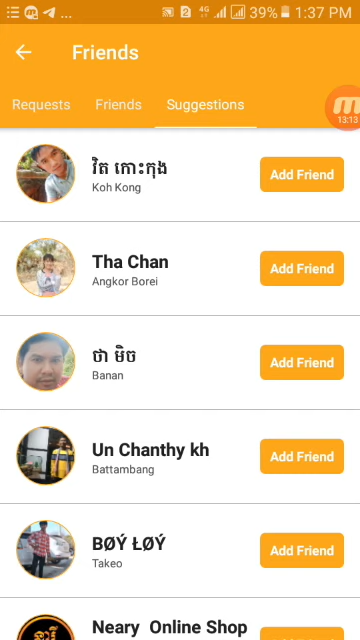 4G 39% 1:37 PM
Friends
Requests Friends Suggestions
13:13
វិត កោះកុង
Koh Kong
Add Friend
Tha Chan
Angkor Borei
Add Friend
ថា មិច
Banan
Add Friend
Un Chanthy kh
Battambang
Add Friend
BØÝ ŁØÝ
Takeo
Add Friend
Neary Online Shop